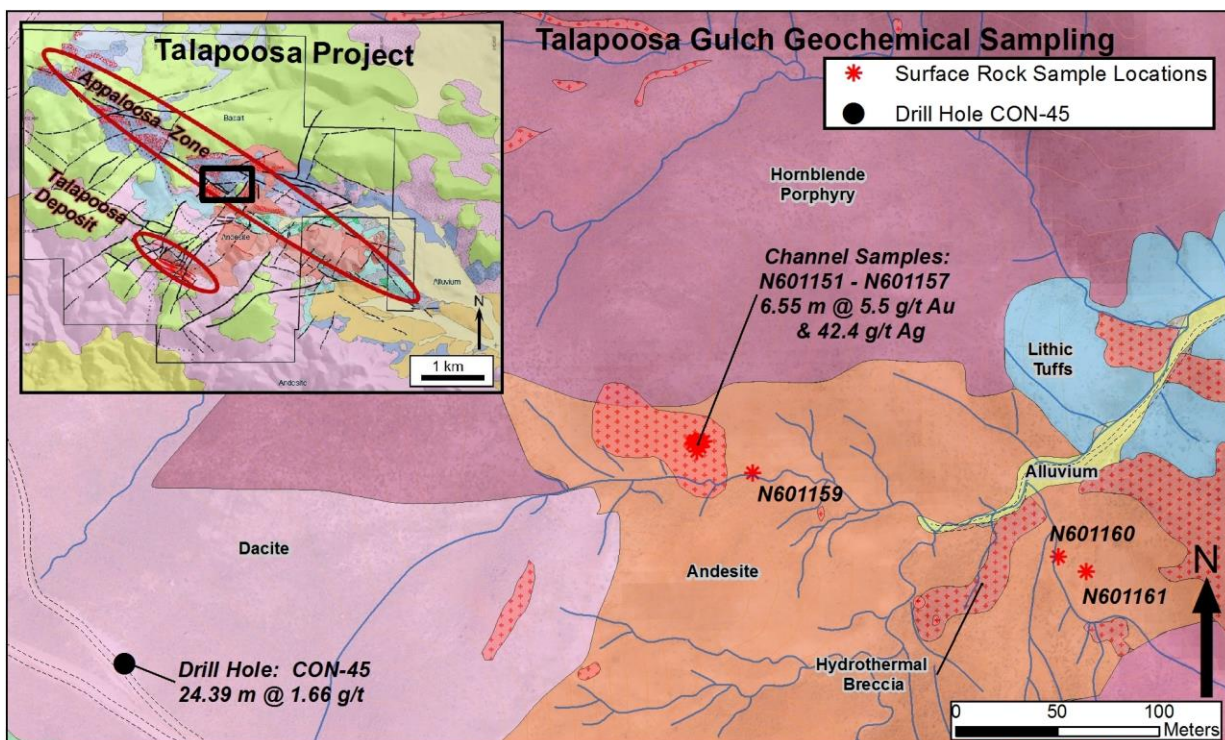 Talapoosa Gulch Geochemical Sampling
Surface Rock Sample Locations
Drill Hole CON-45
Talapoosa Project
Appaloosa Zone
Bacait
Talapoosa
Deposit
Andesite
Alluvium
N
1 km
Andesite
Hornblende
Porphyry
Channel Samples:
N601151 - N601157
6.55 m @ 5.5 g/t Au
& 42.4 g/t Ag
Lithic
Tuffs
Alluvium
N601159
N601160
N601161
N
Dacite
Andesite
Hydrothermal
Breccia
Drill Hole: CON-45
24.39 m @ 1.66 g/t
0 50 100
Meters